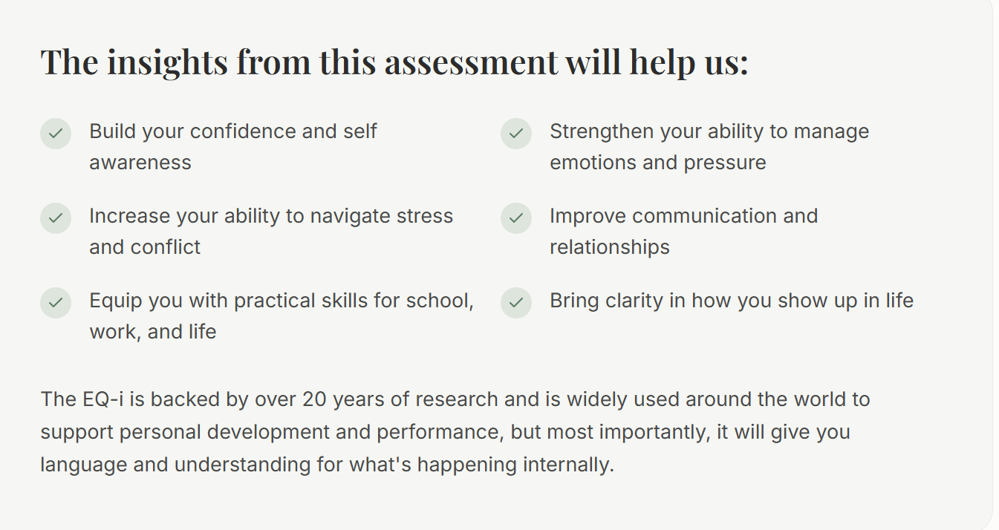 The insights from this assessment will help us:
Build your confidence and self
awareness
Strengthen your ability to manage
emotions and pressure
Increase your ability to navigate stress
and conflict
Improve communication and
relationships
Equip you with practical skills for school,
work, and life
Bring clarity in how you show up in life
The EQ-i is backed by over 20 years of research and is widely used around the world to
support personal development and performance, but most importantly, it will give you
language and understanding for what's happening internally.